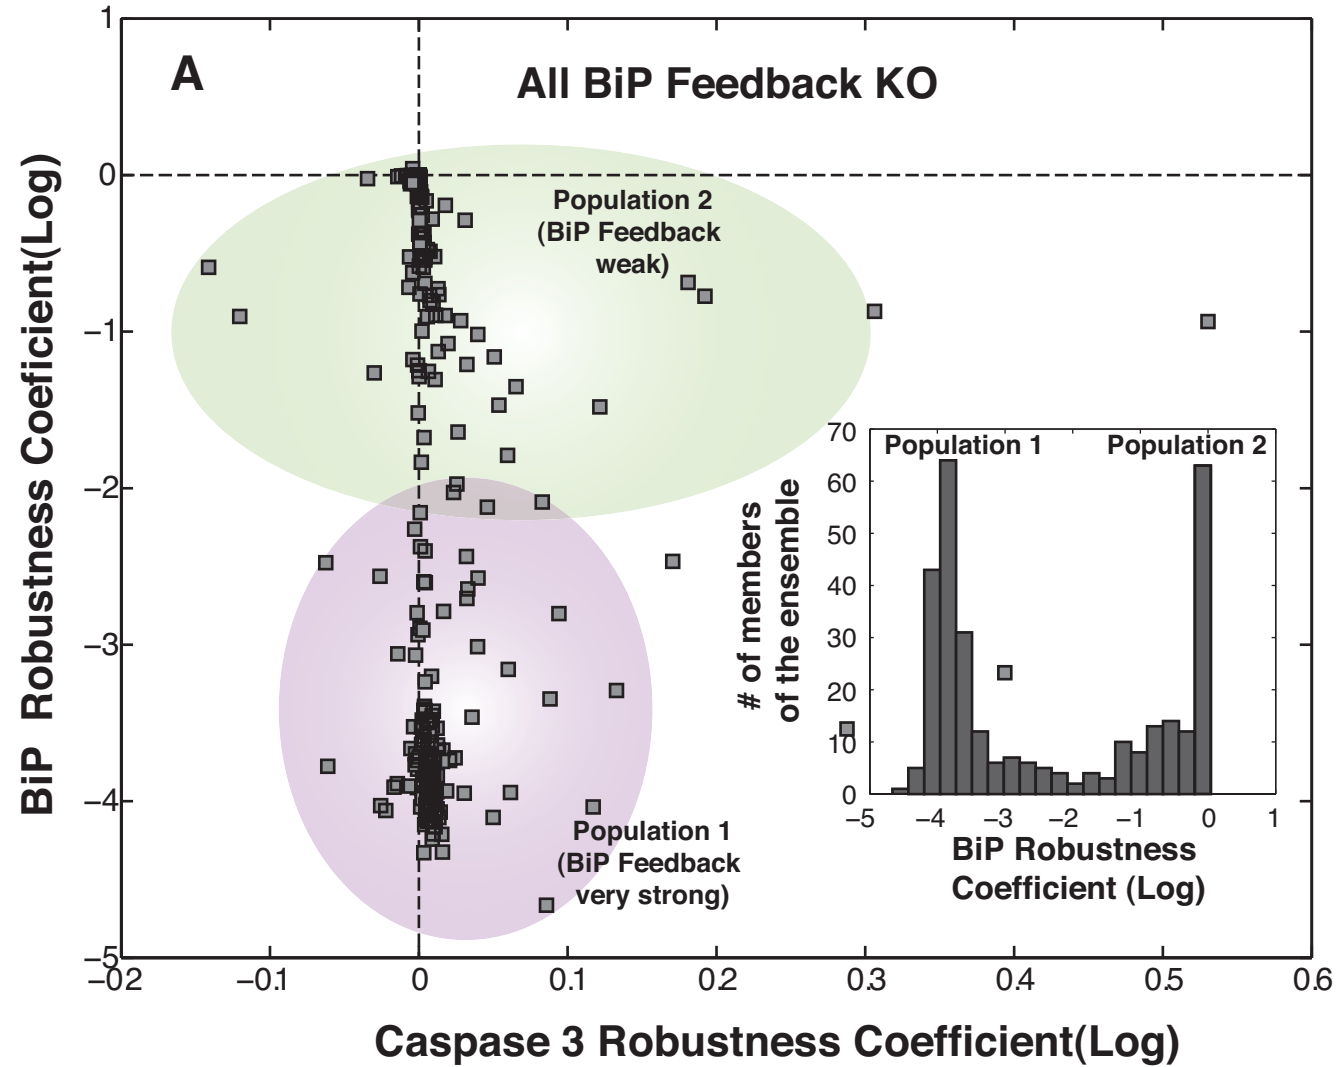 A
All BiP Feedback KO
BiP Robustness Coeficient(Log)
1
0
−1
−2
−3
−4
−5
Population 2
(BiP Feedback
weak)
Population 1
(BiP Feedback
very strong)
−02
−0.1
0
0.1
0.2
0.3
0.4
0.5
0.6
Caspase 3 Robustness Coefficient(Log)
Population 1
Population 2
# of members
of the ensemble
70
60
50
40
30
20
10
0
−5
−4
−3
−2
−1
0
1
BiP Robustness
Coefficient (Log)